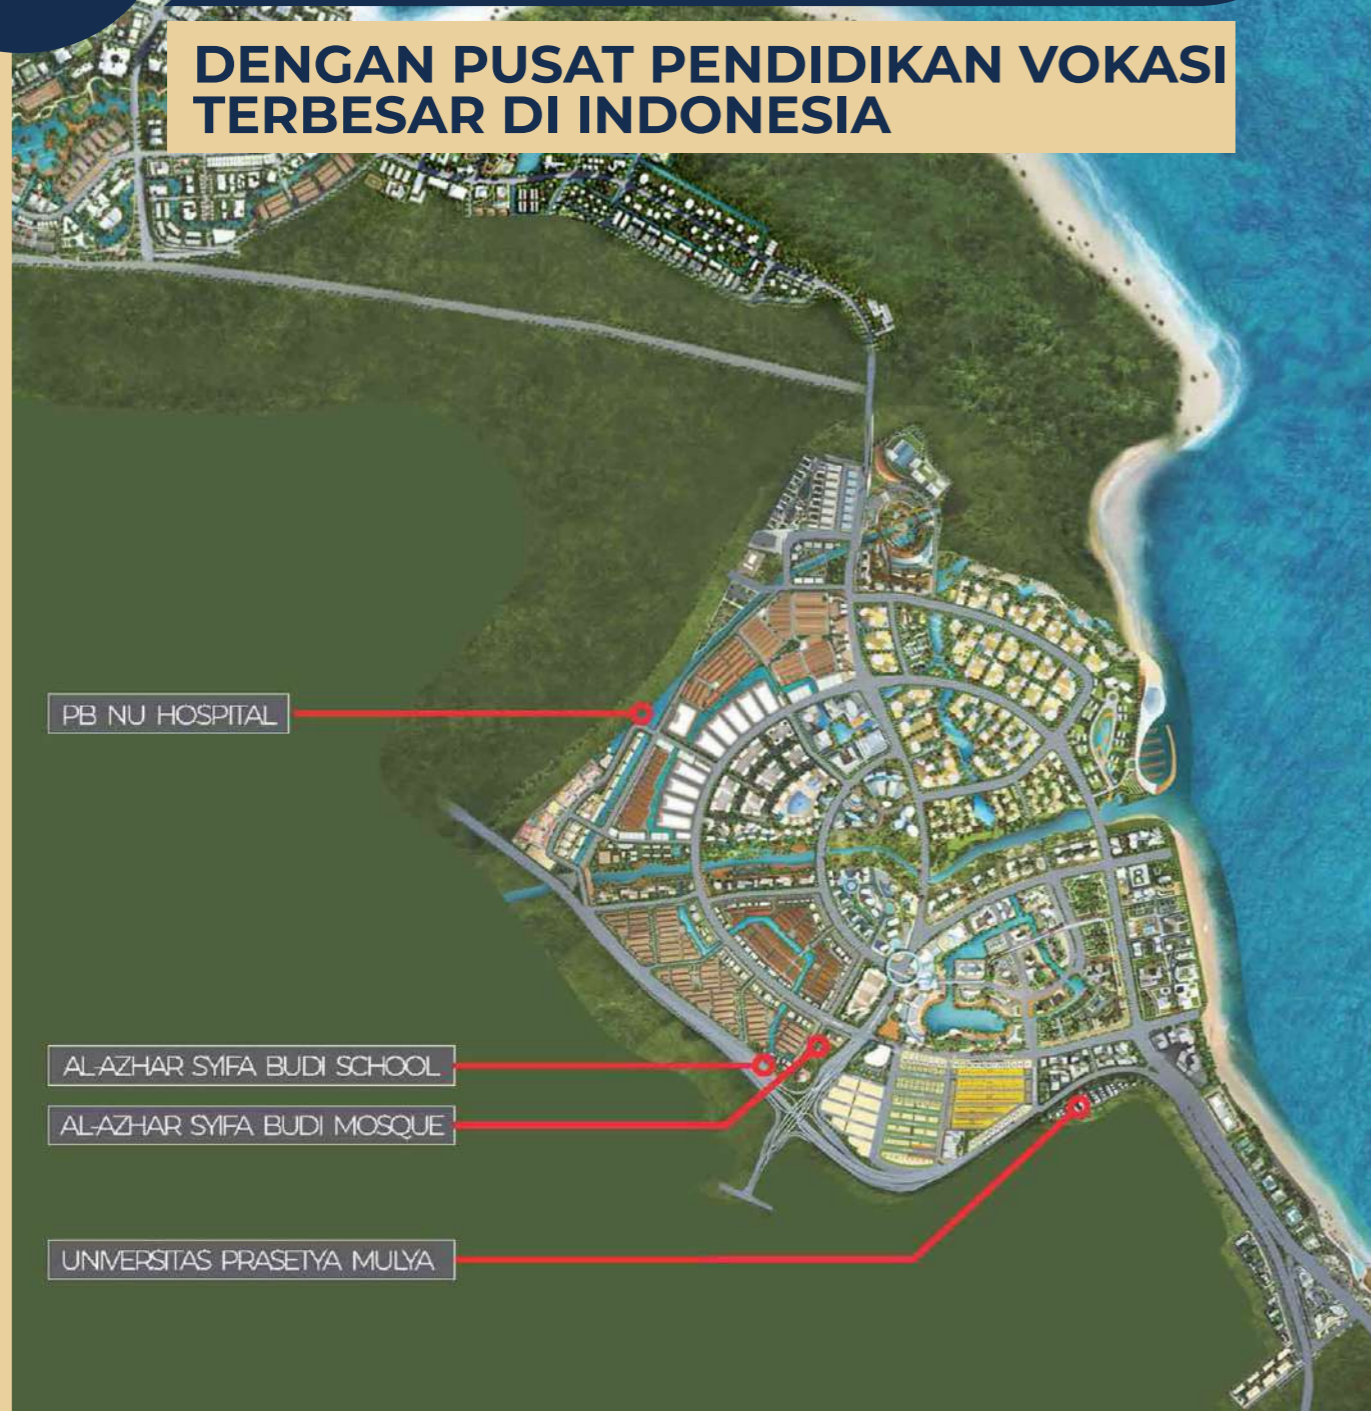 DENGAN PUSAT PENDIDIKAN VOKASI
TERBESAR DI INDONESIA
PB NU HOSPITAL
AL-AZHAR SYIFA BUDI SCHOOL
AL-AZHAR SYIFA BUDI MOSQUE
UNIVERSITAS PRASETYA MULYA